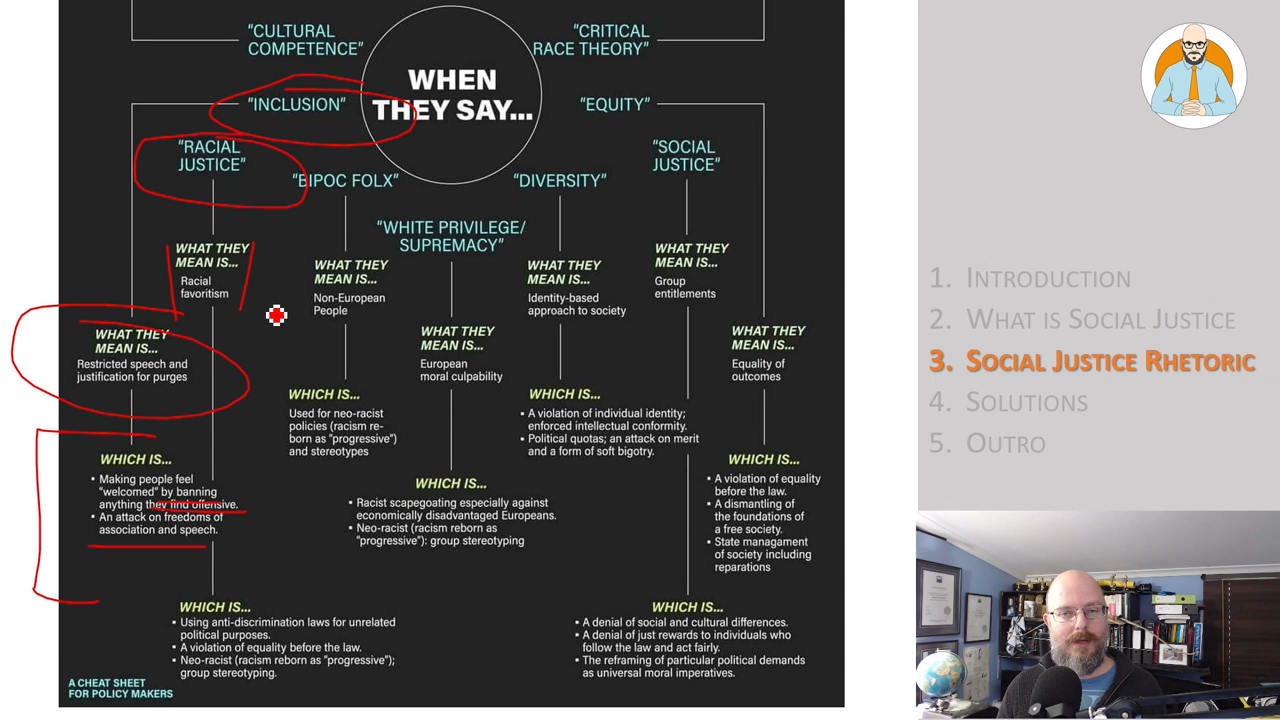 "CULTURAL
COMPETENCE"
"CRITICAL
RACE THEORY"
WHEN
THEY SAY...
"INCLUSION"
"EQUITY"
"RACIAL
JUSTICE"
"SOCIAL
JUSTICE"
"BIPOC FOLX"
"DIVERSITY"
"WHITE PRIVILEGE/
SUPREMACY"
WHAT THEY
MEAN IS...
Racial
favoritism
WHAT THEY
MEAN IS...
Non-European
People
WHAT THEY
MEAN IS...
Identity-based
approach to society
WHAT THEY
MEAN IS...
Group
entitlements
WHAT THEY
MEAN IS...
Restricted speech and
justification for purges
WHAT THEY
MEAN IS...
European
moral culpability
WHAT THEY
MEAN IS...
Equality of
outcomes
WHICH IS...
Used for neo-racist
policies (racism re-
born as "progressive")
and stereotypes
WHICH IS...
• A violation of individual identity;
enforced intellectual conformity.
• Political quotas; an attack on merit
and a form of soft bigotry.
WHICH IS...
• Making people feel
"welcomed" by banning
anything they find offensive.
• An attack on freedoms of
association and speech.
WHICH IS...
• Racist scapegoating especially against
economically disadvantaged Europeans.
• Neo-racist (racism reborn as
"progressive"): group stereotyping
WHICH IS...
• A violation of equality
before the law.
• A dismantling of
the foundations of
a free society.
• State managament
of society including
reparations
WHICH IS...
• Using anti-discrimination laws for unrelated
political purposes.
• A violation of equality before the law.
• Neo-racist (racism reborn as "progressive");
group stereotyping.
WHICH IS...
• A denial of social and cultural differences.
• A denial of just rewards to individuals who
follow the law and act fairly.
• The reframing of particular political demands
as universal moral imperatives.
A CHEAT SHEET
FOR POLICY MAKERS
1. INTRODUCTION
2. WHAT IS SOCIAL JUSTICE
3. SOCIAL JUSTICE RHETORIC
4. SOLUTIONS
5. OUTRO